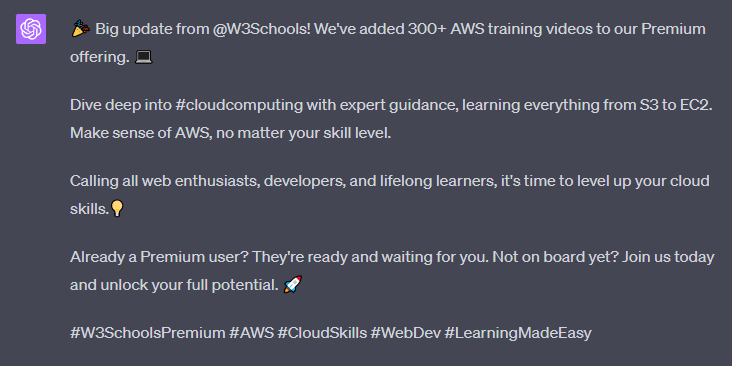 🎉 Big update from @W3Schools! We've added 300+ AWS training videos to our Premium
offering. 💻
Dive deep into #cloudcomputing with expert guidance, learning everything from S3 to EC2.
Make sense of AWS, no matter your skill level.
Calling all web enthusiasts, developers, and lifelong learners, it's time to level up your cloud
skills.💡
Already a Premium user? They're ready and waiting for you. Not on board yet? Join us today
and unlock your full potential. 🚀
#W3SchoolsPremium #AWS #CloudSkills #WebDev #LearningMadeEasy